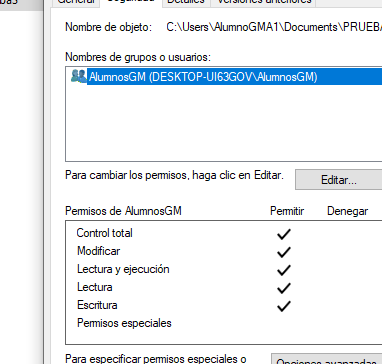 General Seguridad Detalles Versiones anteriores
Nombre de objeto: C:\Users\AlumnoGMA1\Documents\PRUEBA
Nombres de grupos o usuarios:
AlumnosGM (DESKTOP-UI63GOV\AlumnosGM)
Para cambiar los permisos, haga clic en Editar.
Editar...
Permisos de AlumnosGM Permitir Denegar
Control total
Modificar
Lectura y ejecución
Lectura
Escritura
Permisos especiales
Para especificar permisos especiales o
Opciones avanzadas